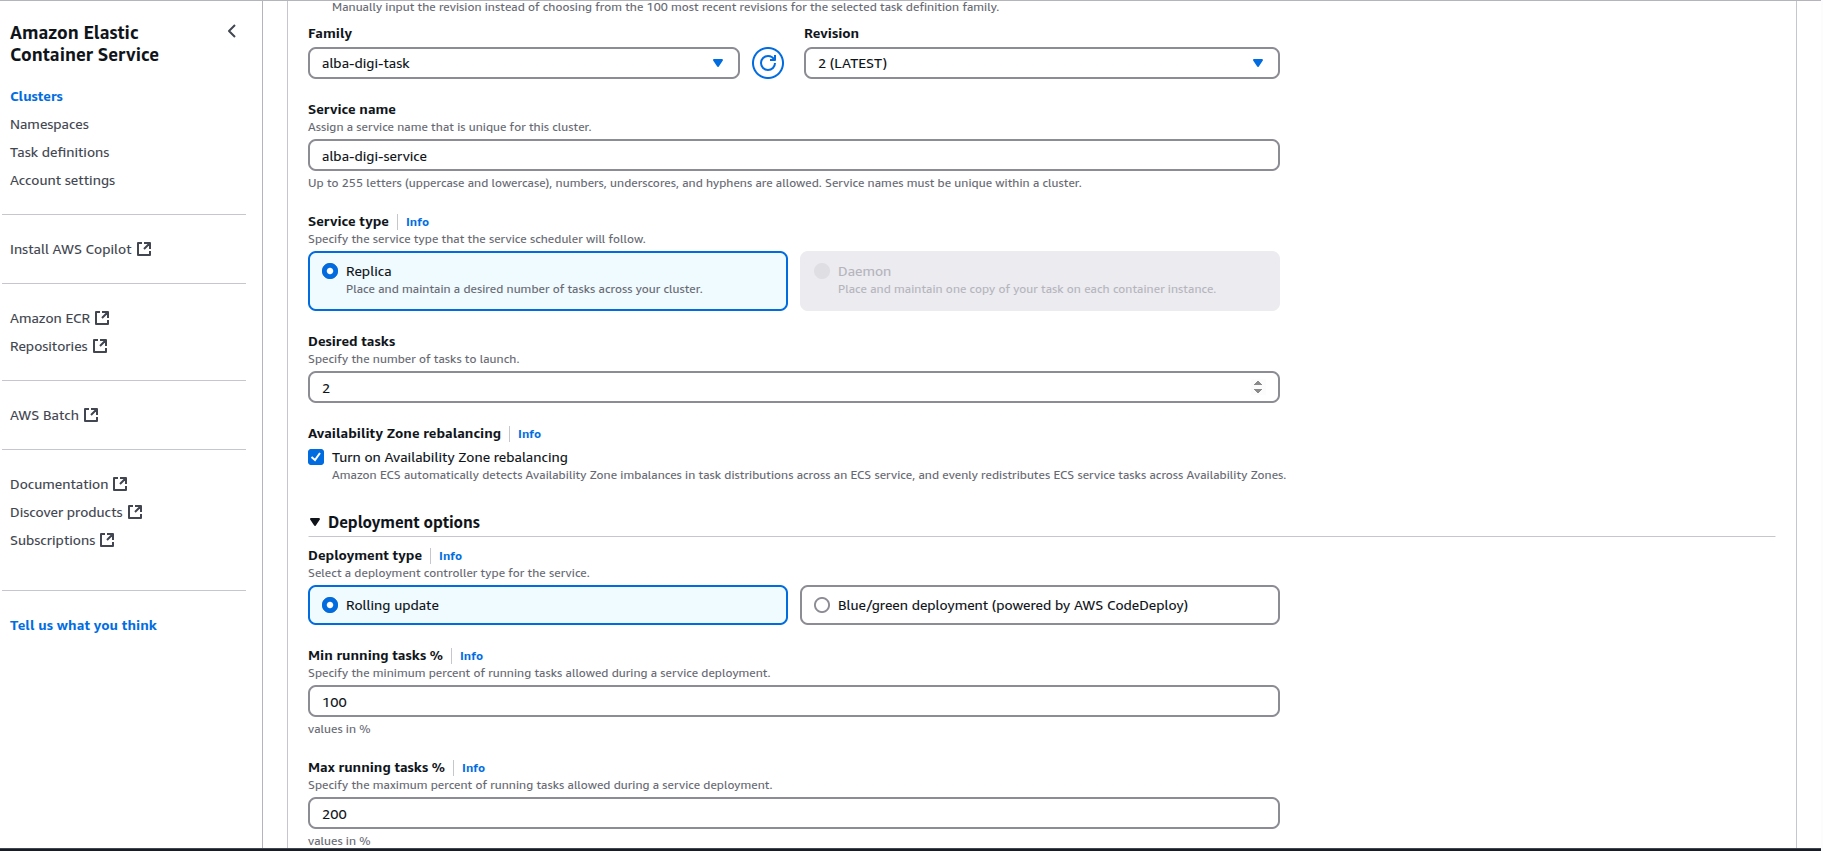 Amazon Elastic
Container Service
Clusters
Namespaces
Task definitions
Account settings
Install AWS Copilot
Amazon ECR
Repositories
AWS Batch
Documentation
Discover products
Subscriptions
Tell us what you think
Manually input the revision instead of choosing from the 100 most recent revisions for the selected task definition family.
Family
Revision
alba-digi-task
2 (LATEST)
Service name
Assign a service name that is unique for this cluster.
alba-digi-service
Up to 255 letters (uppercase and lowercase), numbers, underscores, and hyphens are allowed. Service names must be unique within a cluster.
Service type Info
Specify the service type that the service scheduler will follow.
Replica
Place and maintain a desired number of tasks across your cluster.
Daemon
Place and maintain one copy of your task on each container instance.
Desired tasks
Specify the number of tasks to launch.
2
Availability Zone rebalancing Info
Turn on Availability Zone rebalancing
Amazon ECS automatically detects Availability Zone imbalances in task distributions across an ECS service, and evenly redistributes ECS service tasks across Availability Zones.
Deployment options
Deployment type Info
Select a deployment controller type for the service.
Rolling update
Blue/green deployment (powered by AWS CodeDeploy)
Min running tasks % Info
Specify the minimum percent of running tasks allowed during a service deployment.
100
values in %
Max running tasks % Info
Specify the maximum percent of running tasks allowed during a service deployment.
200
values in %